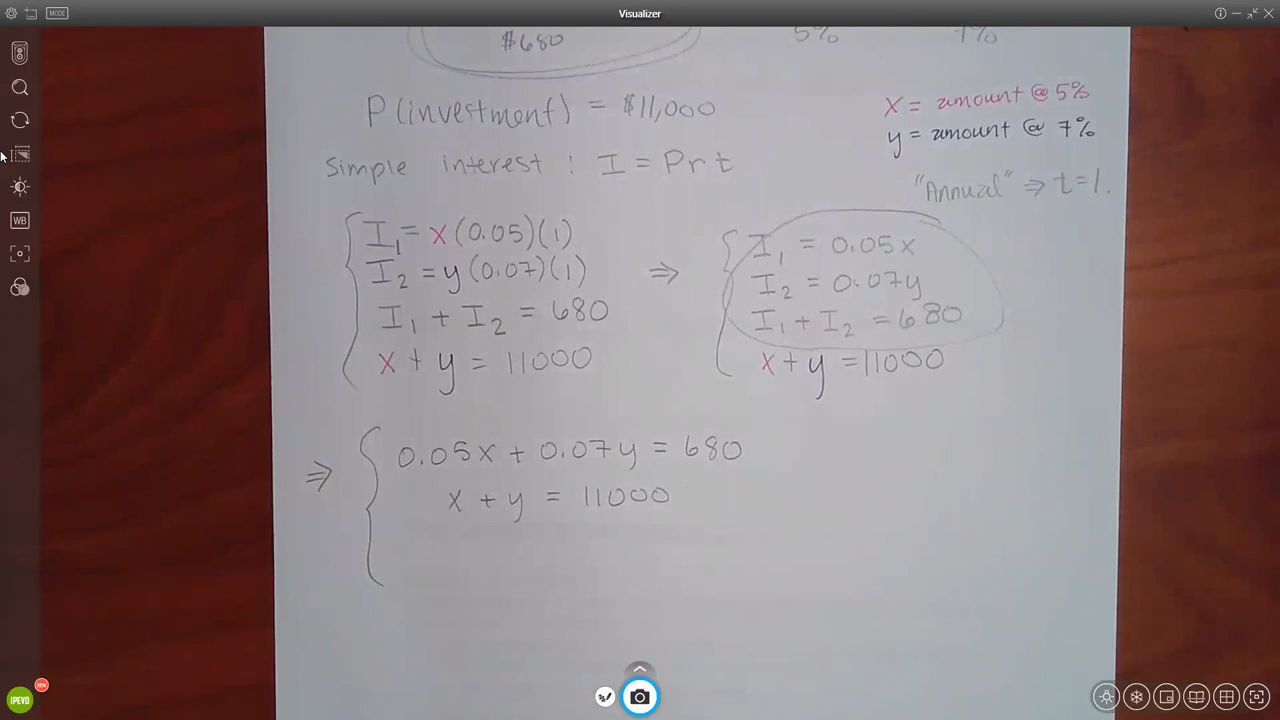 MODE
Visualizer
$680
5% 7%
P(investment) = $11,000
x = amount @ 5%
y = amount @ 7%
Simple interest : I = Prt
"Annual" ⇒ t=1.
I₁ = x(0.05)(1)
I₂ = y(0.07)(1)
I₁ + I₂ = 680
x + y = 11000
⇒
I₁ = 0.05x
I₂ = 0.07y
I₁ + I₂ = 680
x + y = 11000
⇒
0.05x + 0.07y = 680
x + y = 11000
WB
IPEVO
new